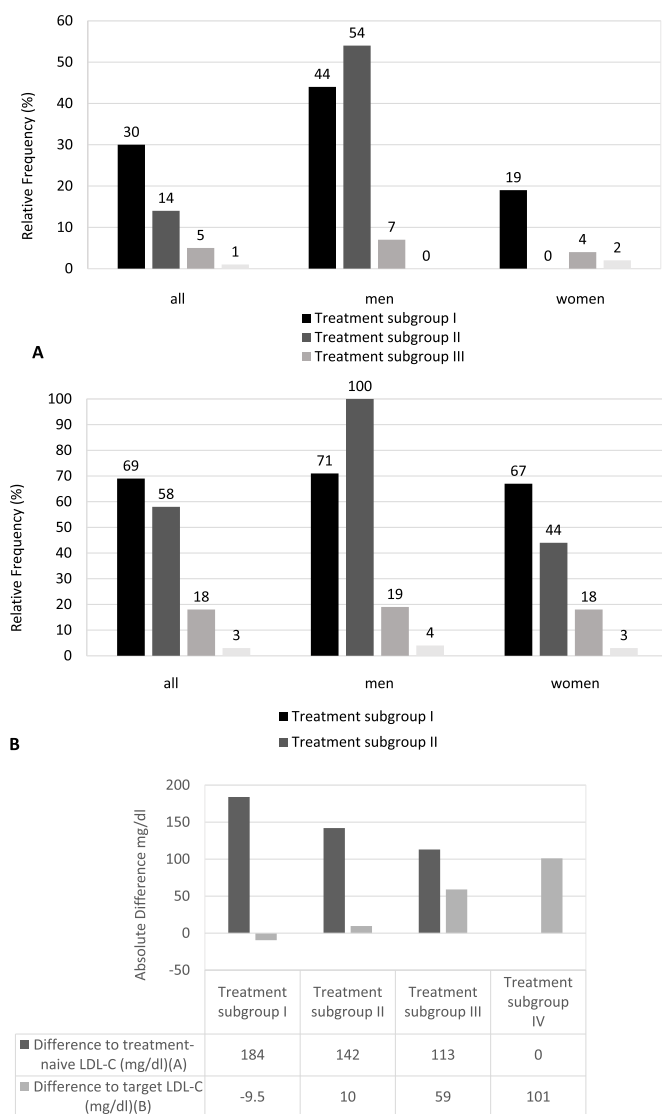 60
50
40
30
20
10
0
Relative Frequency (%)
30
14
5
1
44
54
7
0
19
0
4
2
all men women
Treatment subgroup I
Treatment subgroup II
Treatment subgroup III
A
100
90
80
70
60
50
40
30
20
10
0
Relative Frequency (%)
69
58
18
3
71
100
19
4
67
44
18
3
all men women
Treatment subgroup I
Treatment subgroup II
B
200
150
100
50
0
-50
Absolute Difference mg/dl
Treatment
subgroup I
Treatment
subgroup II
Treatment
subgroup III
Treatment
subgroup
IV
Difference to treatment-
naive LDL-C (mg/dl)(A)
184 142 113 0
Difference to target LDL-C
(mg/dl)(B)
-9.5 10 59 101